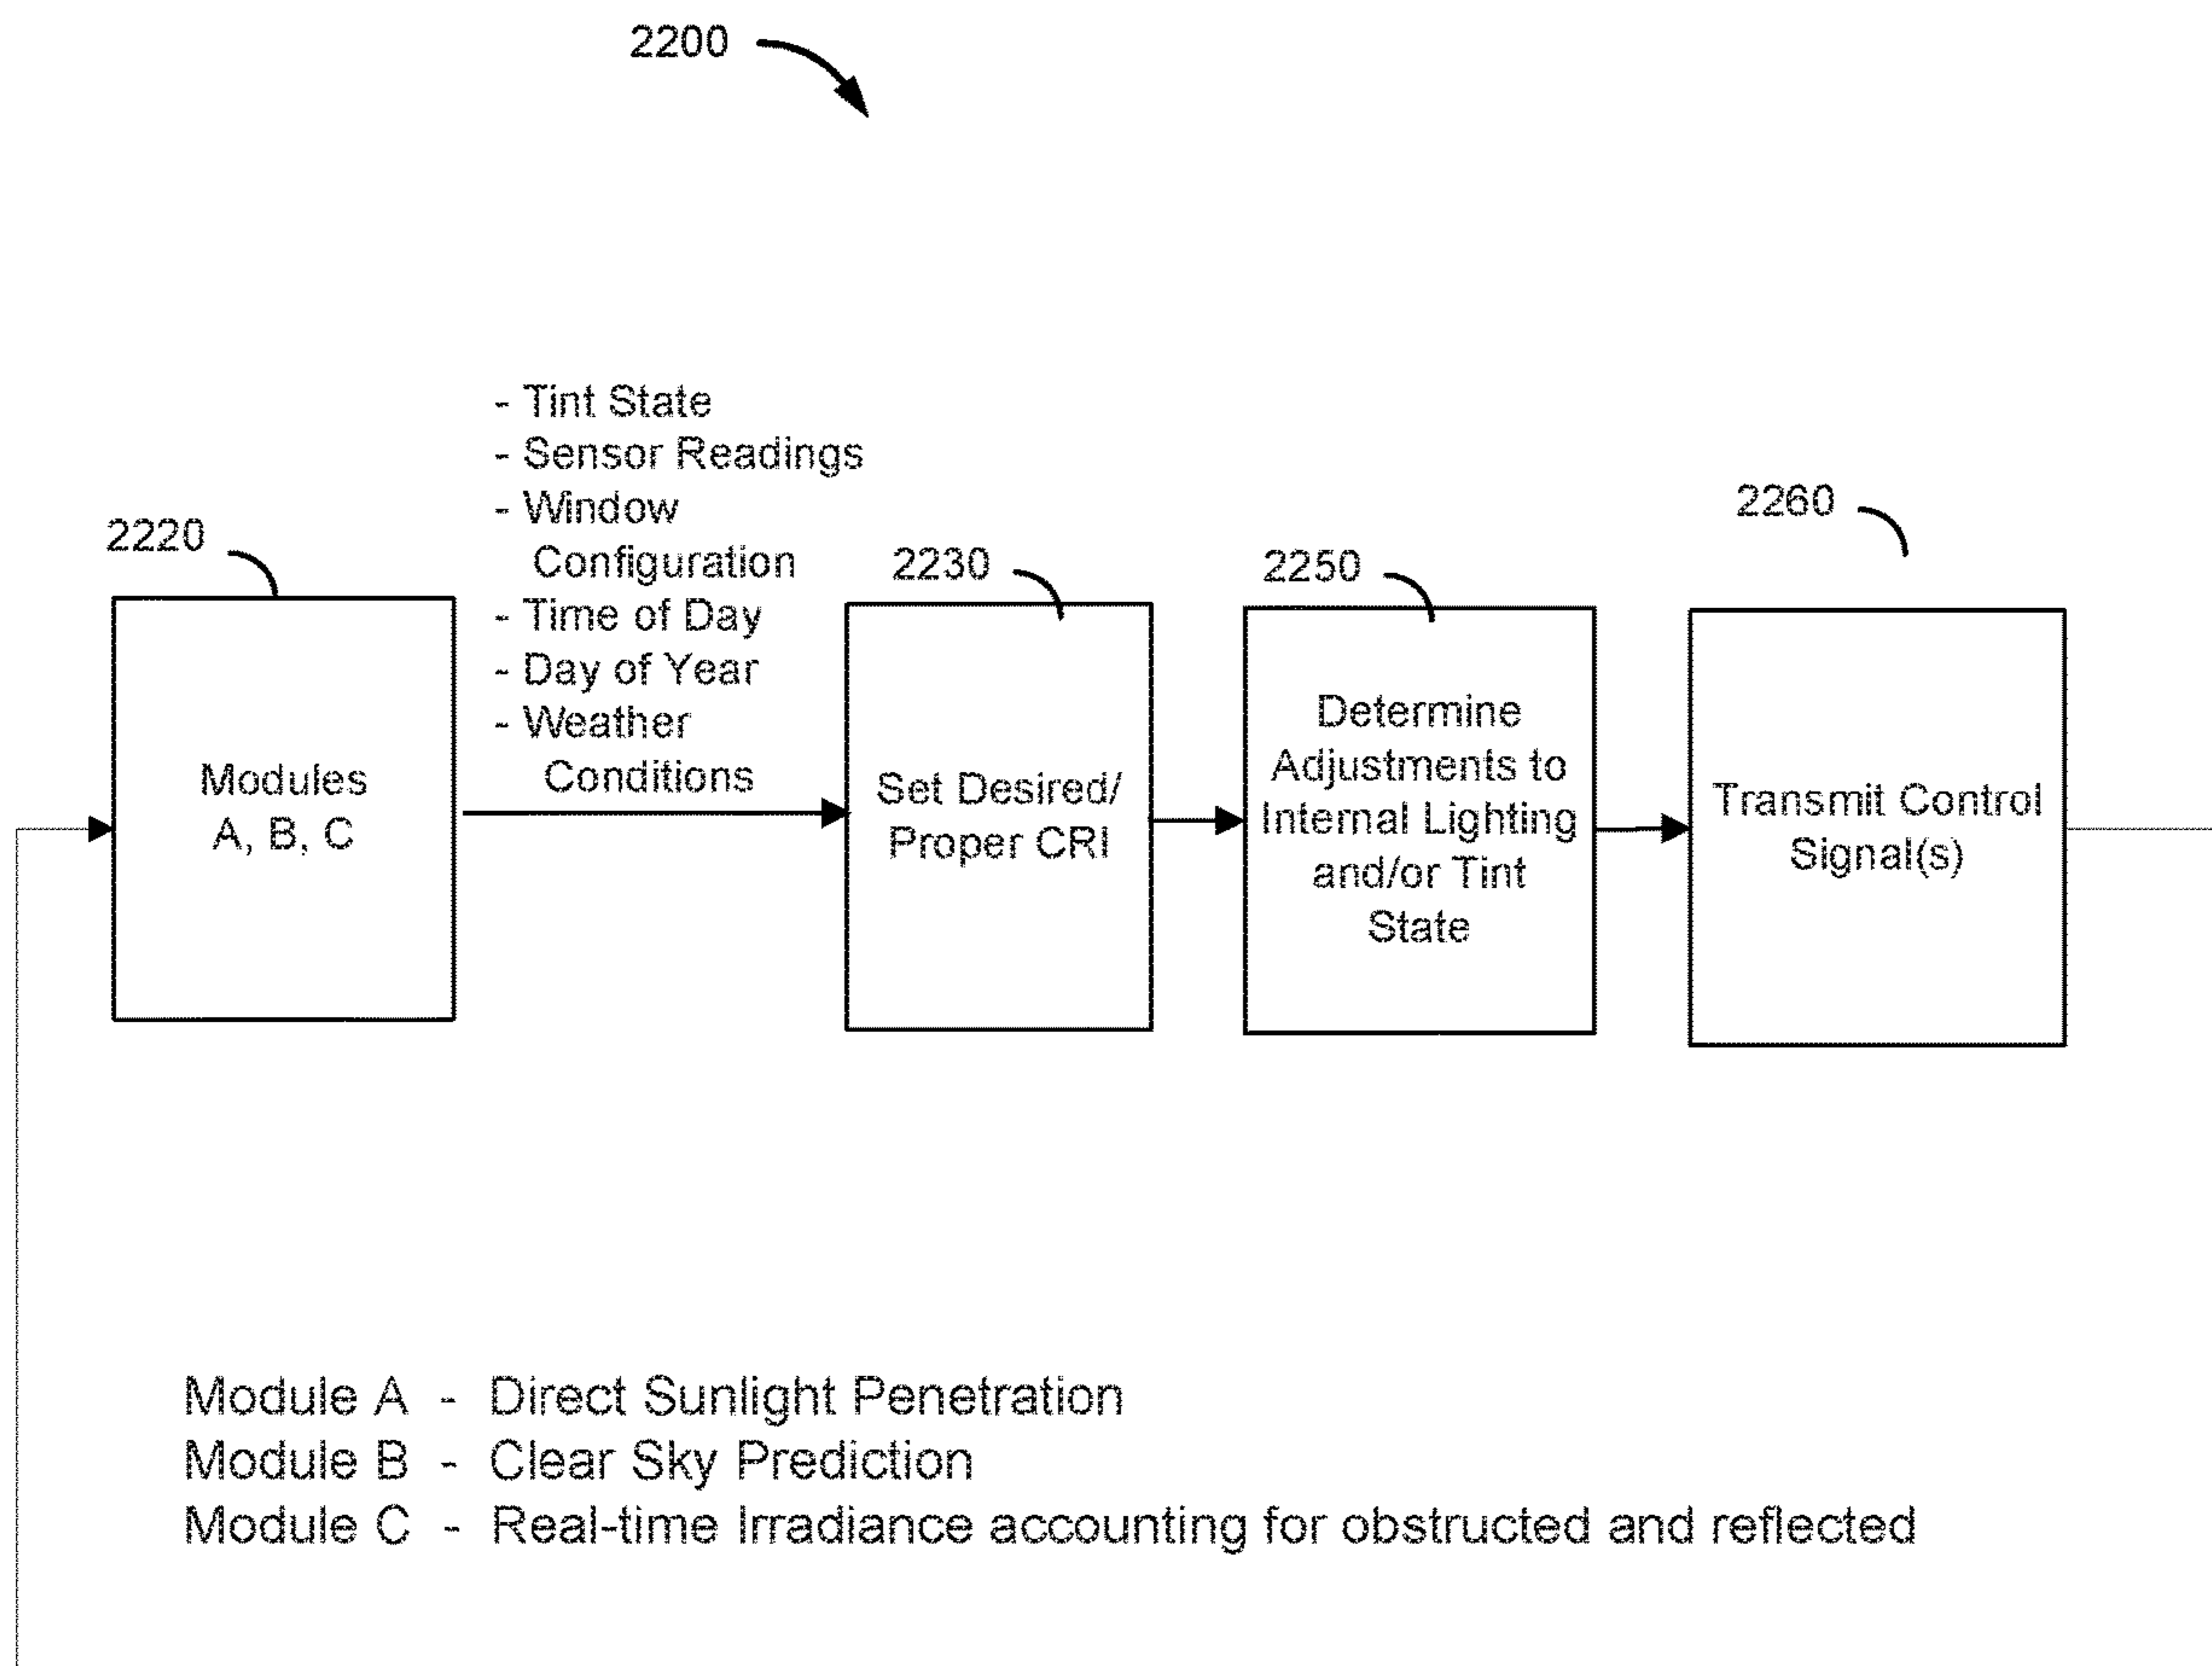 2200
- Tint State
- Sensor Readings
- Window
Configuration
- Time of Day
- Day of Year
- Weather
Conditions
2220
Modules
A, B, C
2230
Set Desired/
Proper CRI
2250
Determine
Adjustments to
Internal Lighting
and/or Tint
State
2260
Transmit Control
Signal(s)
Module A - Direct Sunlight Penetration
Module B - Clear Sky Prediction
Module C - Real-time Irradiance accounting for obstructed and reflected